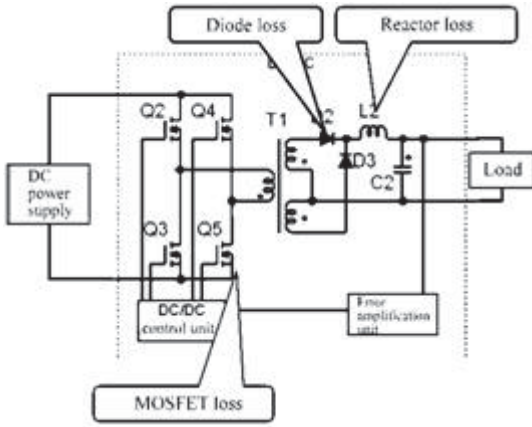 Diode loss
Reactor loss
Q2
Q4
T1
L2
D3
C2
DC
power
supply
Load
Q3
Q5
DC/DC
control unit
Error
amplification
unit
MOSFET loss